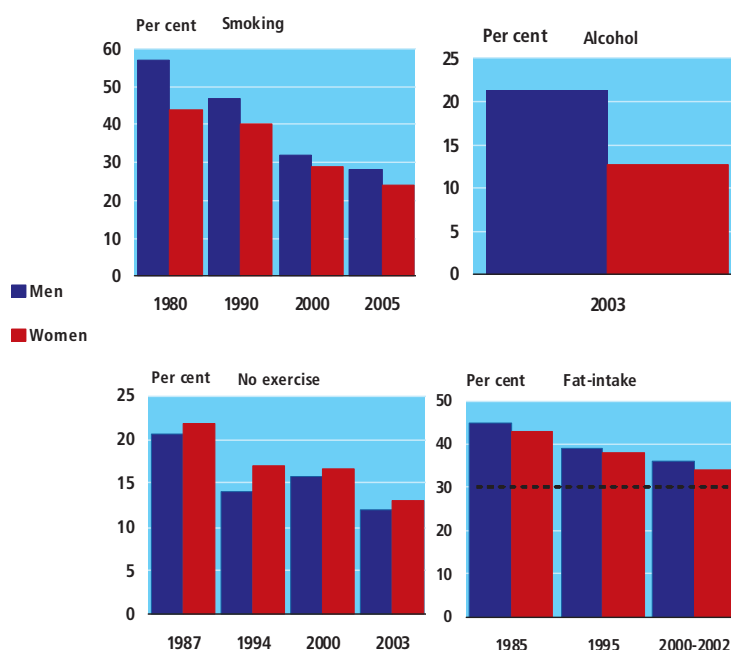 Per cent Smoking
60
50
40
30
20
10
0
1980 1990 2000 2005
Per cent Alcohol
25
20
15
10
5
0
2003
Men
Women
Per cent No exercise
25
20
15
10
5
0
1987 1994 2000 2003
Per cent Fat-intake
50
40
30
20
10
0
1985 1995 2000-2002